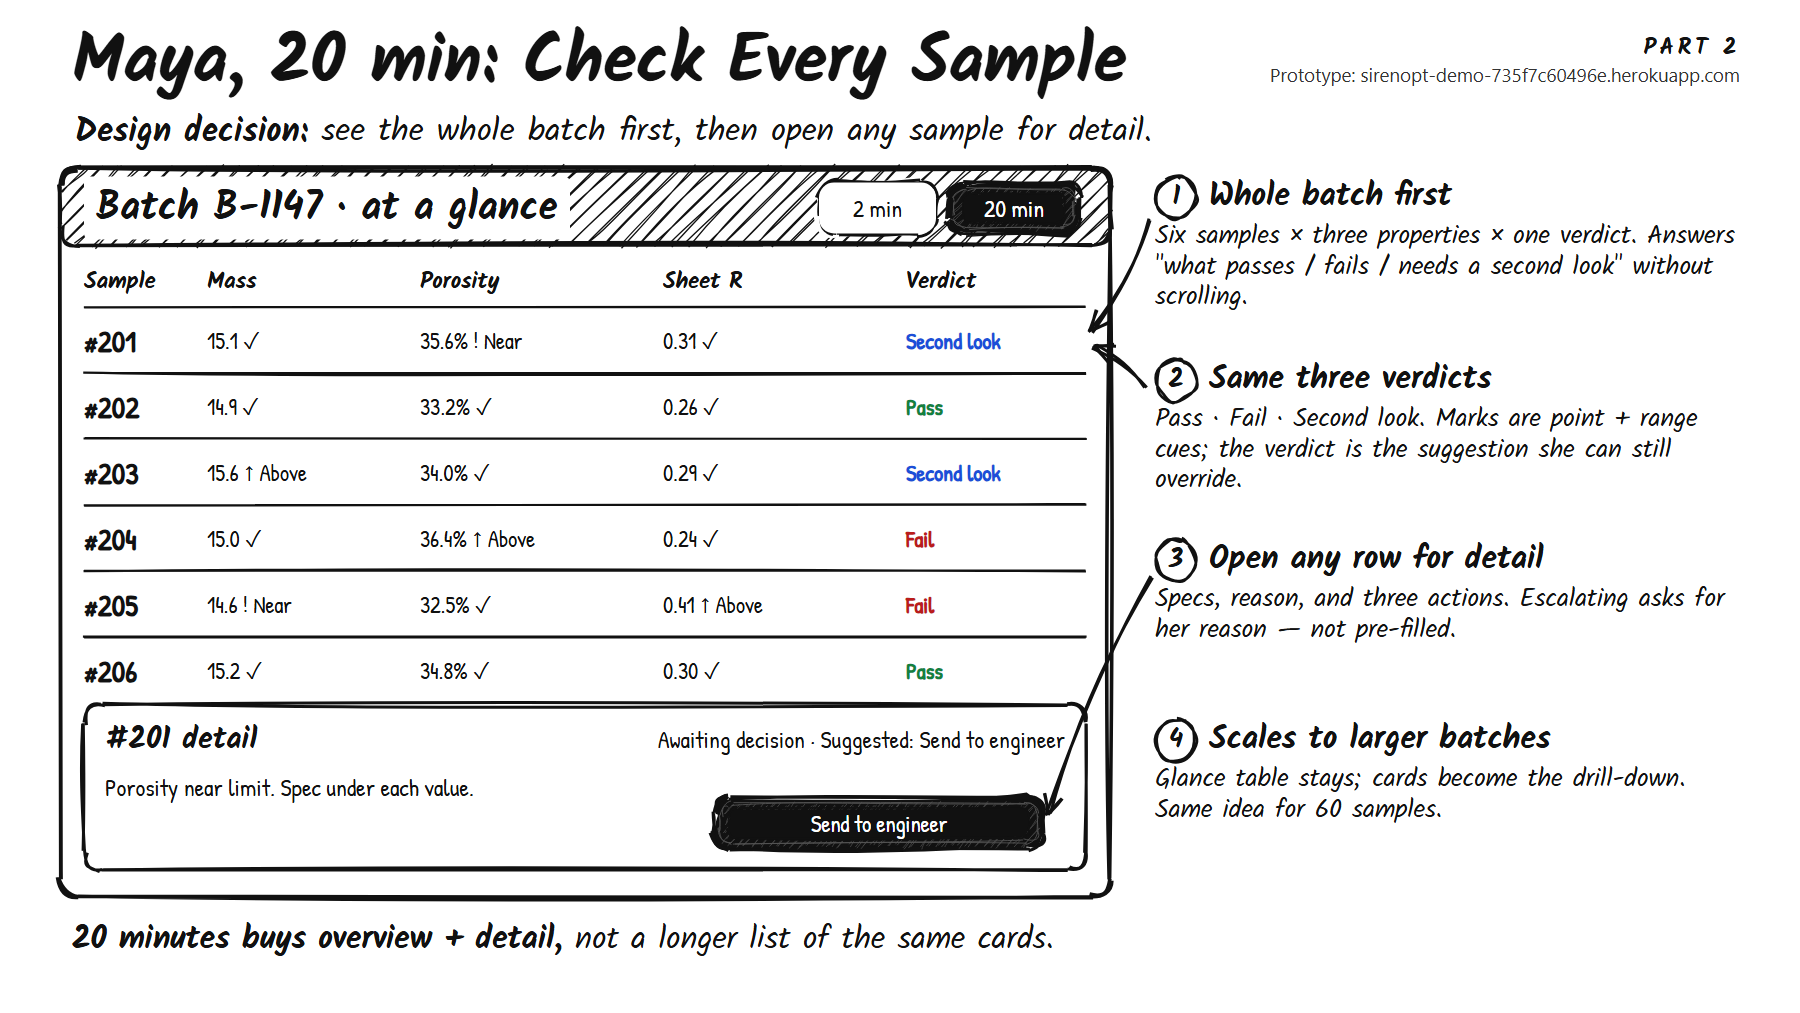 Maya, 20 min: Check Every Sample
PART 2
Prototype: sirenopt-demo-735f7c60496e.herokuapp.com
Design decision: see the whole batch first, then open any sample for detail.
Batch B-1147 · at a glance
2 min
20 min
Sample Mass Porosity Sheet R Verdict
#201 15.1 ✓ 35.6% ! Near 0.31 ✓ Second look
#202 14.9 ✓ 33.2% ✓ 0.26 ✓ Pass
#203 15.6 ↑ Above 34.0% ✓ 0.29 ✓ Second look
#204 15.0 ✓ 36.4% ↑ Above 0.24 ✓ Fail
#205 14.6 ! Near 32.5% ✓ 0.41 ↑ Above Fail
#206 15.2 ✓ 34.8% ✓ 0.30 ✓ Pass
#201 detail
Awaiting decision · Suggested: Send to engineer
Porosity near limit. Spec under each value.
Send to engineer
1 Whole batch first
Six samples × three properties × one verdict. Answers
"what passes / fails / needs a second look" without
scrolling.
2 Same three verdicts
Pass · Fail · Second look. Marks are point + range
cues; the verdict is the suggestion she can still
override.
3 Open any row for detail
Specs, reason, and three actions. Escalating asks for
her reason — not pre-filled.
4 Scales to larger batches
Glance table stays; cards become the drill-down.
Same idea for 60 samples.
20 minutes buys overview + detail, not a longer list of the same cards.